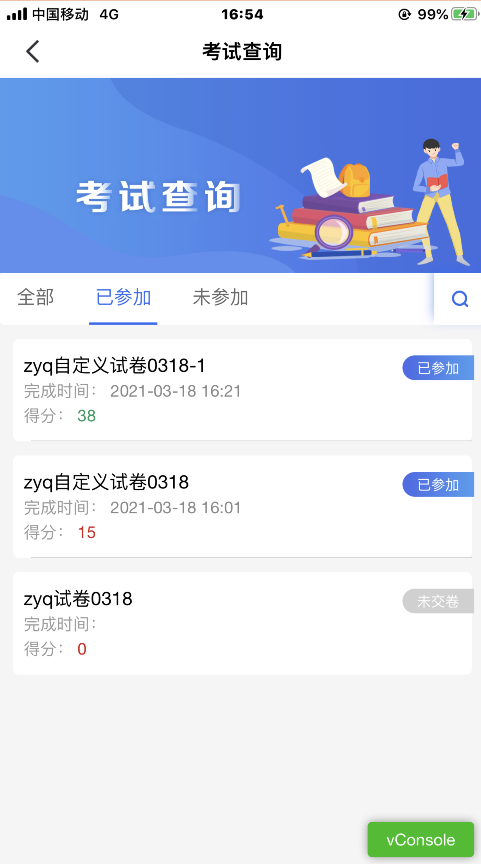 中国移动 4G 16:54 99%
考试查询
考试查询
全部 已参加 未参加
zyq自定义试卷0318-1 已参加
完成时间： 2021-03-18 16:21
得分： 38
zyq自定义试卷0318 已参加
完成时间： 2021-03-18 16:01
得分： 15
zyq试卷0318 未交卷
完成时间：
得分： 0
vConsole